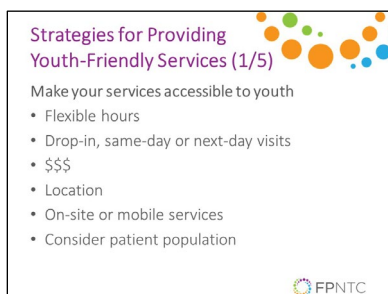 Strategies for Providing
Youth-Friendly Services (1/5)
Make your services accessible to youth
• Flexible hours
• Drop-in, same-day or next-day visits
• $$$
• Location
• On-site or mobile services
• Consider patient population
FPNTC